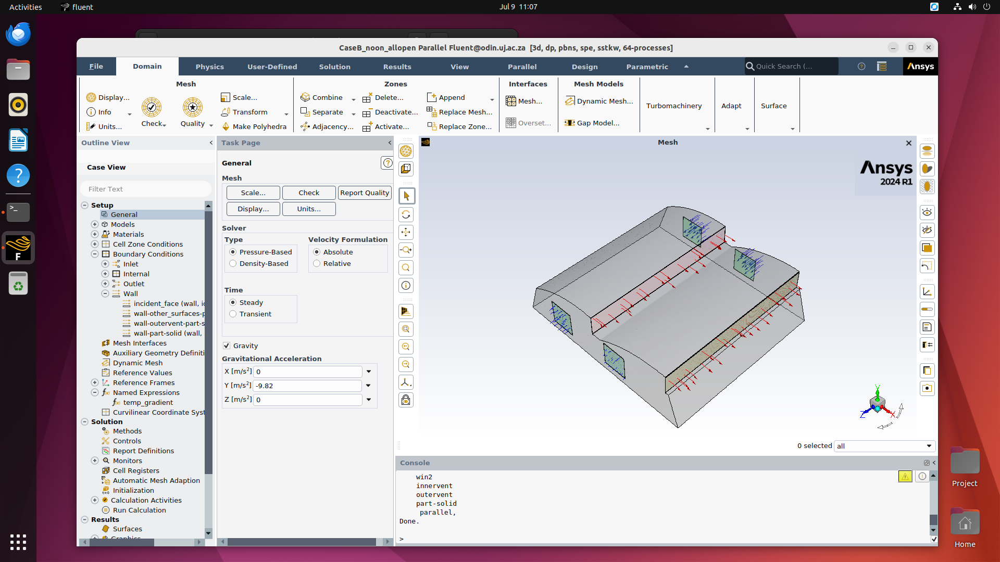 Activities
fluent
Jul 9 11:07
CaseB_noon_allopen Parallel Fluent@odin.uj.ac.za [3d, dp, pbns, spe, sstkw, 64-processes]
File
Domain
Physics
User-Defined
Solution
Results
View
Parallel
Design
Parametric
Quick Search (...
Ansys
Mesh
Display...
Info
Units...
Check
Quality
Scale...
Transform
Make Polyhedra
Zones
Combine
Separate
Adjacency...
Delete...
Deactivate...
Activate...
Append
Replace Mesh...
Replace Zone...
Interfaces
Mesh...
Overset...
Mesh Models
Dynamic Mesh...
Gap Model...
Turbomachinery
Adapt
Surface
Outline View
Case View
Filter Text
Setup
General
Models
Materials
Cell Zone Conditions
Boundary Conditions
Inlet
Internal
Outlet
Wall
incident_face (wall, i
wall-other_surfaces-p
wall-outervent-part-s
wall-part-solid (wall,
Mesh Interfaces
Auxiliary Geometry Definiti
Dynamic Mesh
Reference Values
Reference Frames
Named Expressions
temp_gradient
Curvilinear Coordinate Syst
Solution
Methods
Controls
Report Definitions
Monitors
Cell Registers
Automatic Mesh Adaption
Initialization
Calculation Activities
Run Calculation
Results
Surfaces
Graphics
Task Page
General
Mesh
Scale...
Check
Report Quality
Display...
Units...
Solver
Type
Velocity Formulation
Pressure-Based
Absolute
Density-Based
Relative
Time
Steady
Transient
Gravity
Gravitational Acceleration
X [m/s²] 0
Y [m/s²] -9.82
Z [m/s²] 0
Mesh
Ansys
2024 R1
Y
Z
X
0 selected all
Console
win2
innervent
outervent
part-solid
parallel,
Done.
>
Project
Home